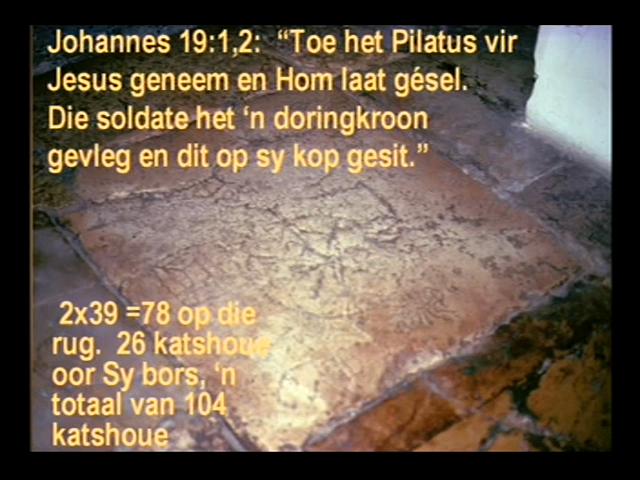 Johannes 19:1,2:  “Toe het Pilatus vir
Jesus geneem en Hom laat gésel.
Die soldate het ‘n doringkroon
gevleg en dit op sy kop gesit.”
2x39 =78 op die
rug.  26 katshoue
oor Sy bors, ‘n
totaal van 104
katshoue